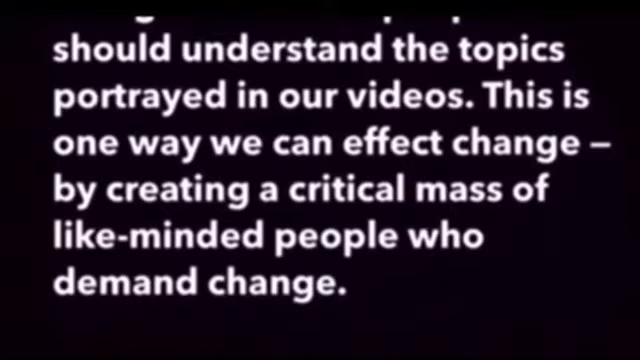 should understand the topics
portrayed in our videos. This is
one way we can effect change –
by creating a critical mass of
like-minded people who
demand change.